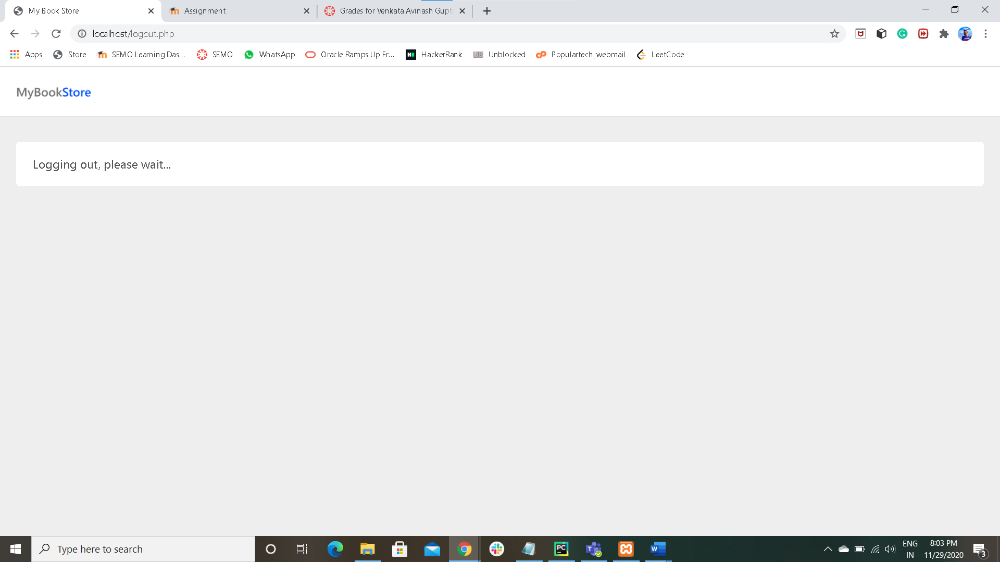 My Book Store
Assignment
Grades for Venkata Avinash Gupt
localhost/logout.php
Apps
Store
SEMO Learning Das...
SEMO
WhatsApp
Oracle Ramps Up Fr...
HackerRank
UB
Unblocked
Populartech_webmail
LeetCode
MyBookStore
Logging out, please wait...
Type here to search
PC
T
W
ENG
IN
8:03 PM
11/29/2020
3